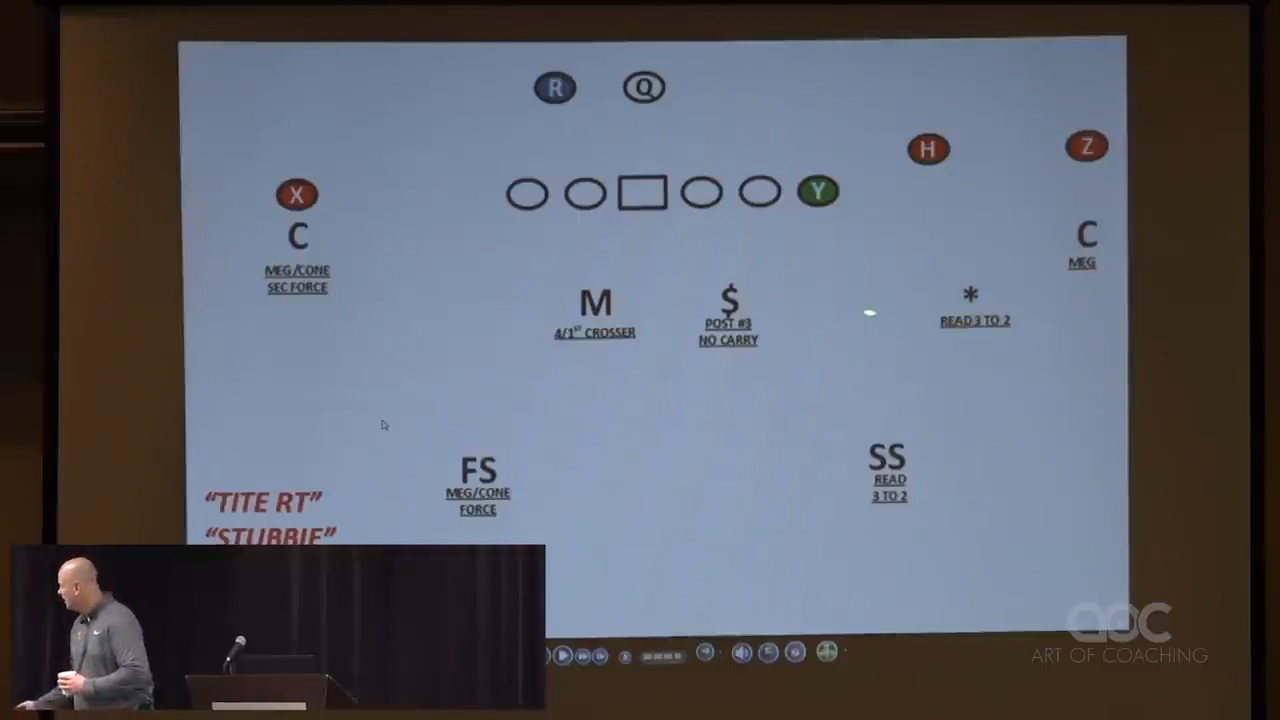 R Q
H Z
X Y
C C
MEG/CONE MEG
SEC FORCE
M $ *
4/1ST CROSSER POST #3 READ 3 TO 2
NO CARRY
FS SS
MEG/CONE READ
FORCE 3 TO 2
"TITE RT"
"STUBBIE"
aoc
ART OF COACHING